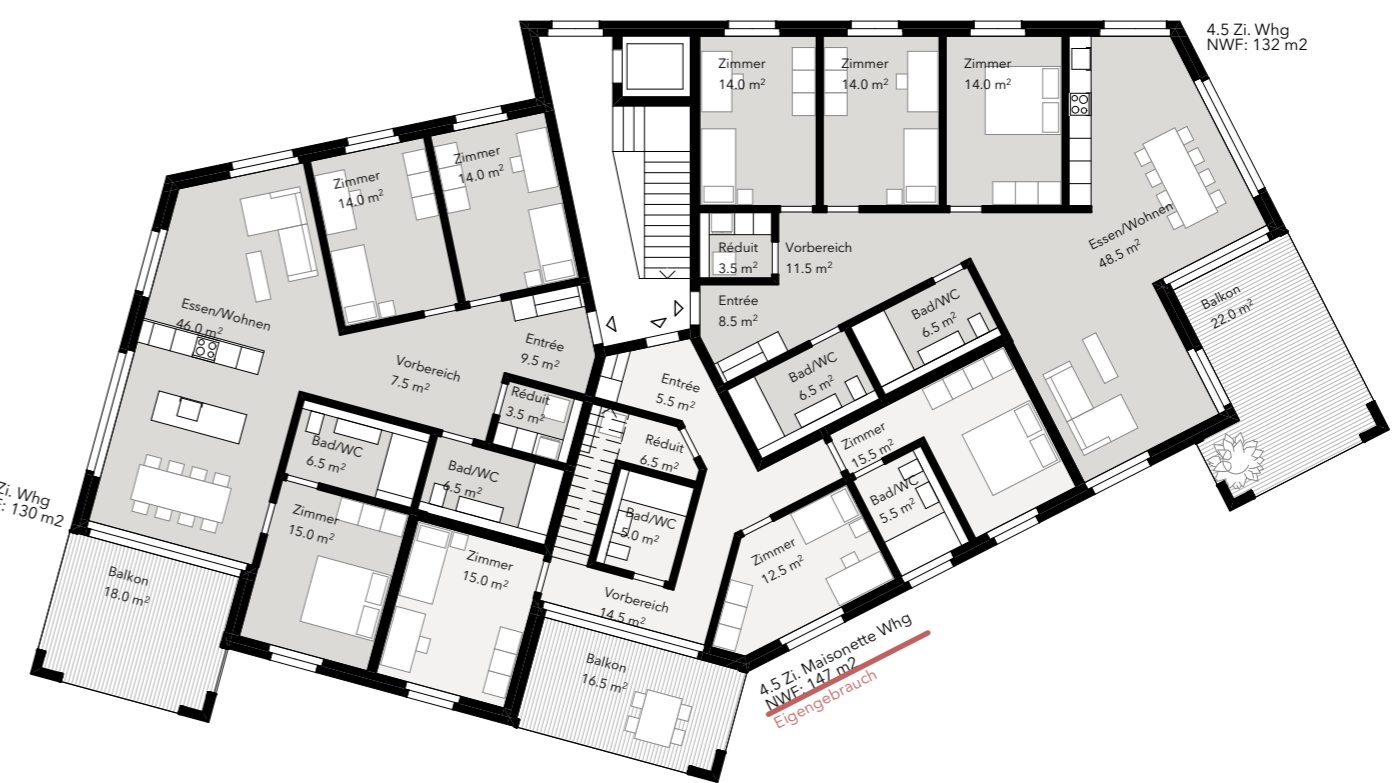 4.5 Zi. Whg
NWF: 132 m2
Zimmer
14.0 m²
Zimmer
14.0 m²
Zimmer
14.0 m²
Réduit
3.5 m²
Vorbereich
11.5 m²
Entrée
8.5 m²
Essen/Wohnen
48.5 m²
Balkon
22.0 m²
Bad/WC
6.5 m²
Bad/WC
6.5 m²
Zimmer
14.0 m²
Zimmer
14.0 m²
Essen/Wohnen
46.0 m²
Entrée
9.5 m²
Vorbereich
7.5 m²
Réduit
3.5 m²
Bad/WC
6.5 m²
Bad/WC
6.5 m²
Zi. Whg
F: 130 m2
Zimmer
15.0 m²
Balkon
18.0 m²
Entrée
5.5 m²
Réduit
6.5 m²
Bad/WC
5.0 m²
Zimmer
15.0 m²
Vorbereich
14.5 m²
Balkon
16.5 m²
Zimmer
15.5 m²
Bad/WC
5.5 m²
Zimmer
12.5 m²
4.5 Zi. Maisonette Whg
NWF: 147 m2
Eigengebrauch